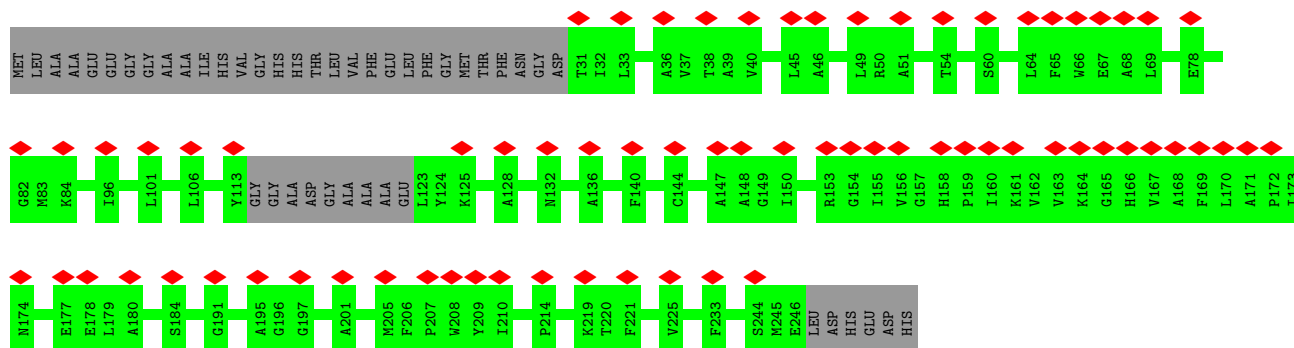 MET LEU ALA ALA GLU GLU GLY GLY ALA ALA ILE HIS VAL GLY HIS HIS THR LEU VAL PHE GLU LEU PHE GLY MET THR PHE ASN GLY ASP T31 I32 L33 A36 V37 T38 A39 V40 L45 A46 L49 R50 A51 T54 S60 L64 F65 W66 E67 A68 L69 E78
G82 M83 K84 I96 L101 L106 Y113 GLY GLY ALA ASP GLY ALA ALA ALA GLU L123 Y124 K125 A128 N132 A136 F140 C144 A147 A148 G149 I150 R153 G154 I155 V156 G157 H158 P159 I160 K161 V162 V163 K164 G165 H166 V167 A168 F169 L170 A171 P172 I173
N174 E177 E178 L179 A180 S184 G191 A195 G196 G197 A201 M205 F206 P207 W208 Y209 I210 P214 K219 T220 F221 V225 F233 S244 M245 E246 LEU ASP HIS GLU ASP HIS